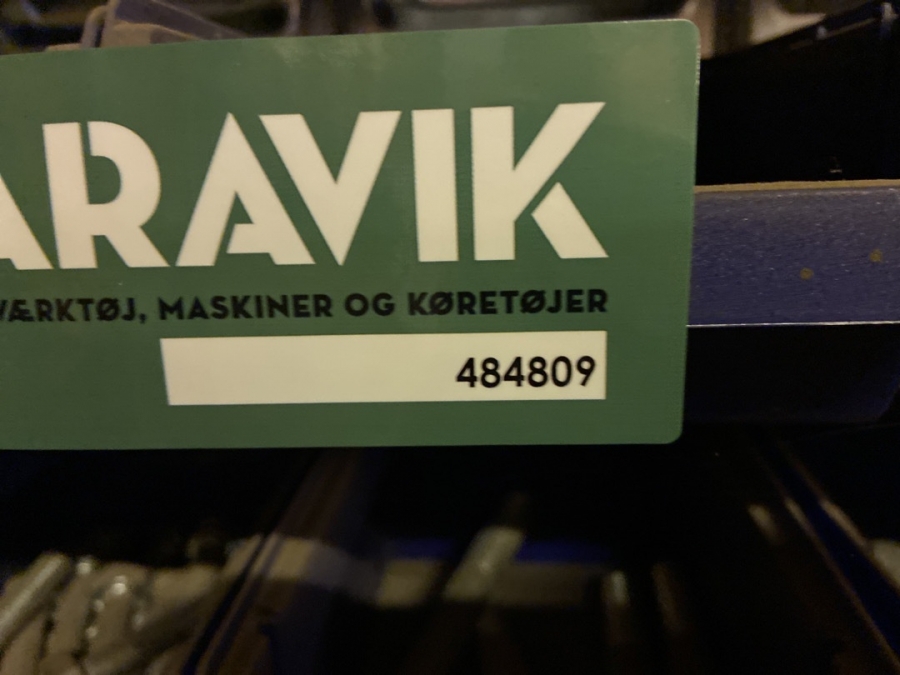 ARAVIK
VÆRKTØJ, MASKINER OG KØRETØJER
484809